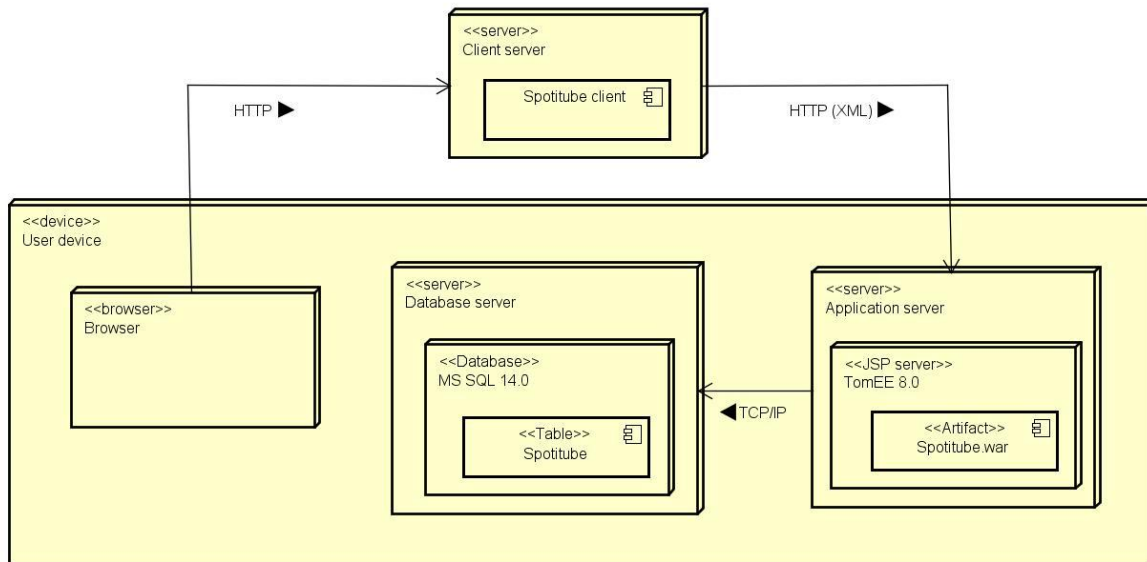 <<server>>
Client server
Spotitube client
HTTP ▶
HTTP (XML) ▶
<<device>>
User device
<<browser>>
Browser
<<server>>
Database server
<<Database>>
MS SQL 14.0
<<Table>>
Spotitube
◀ TCP/IP
<<server>>
Application server
<<JSP server>>
TomEE 8.0
<<Artifact>>
Spotitube.war